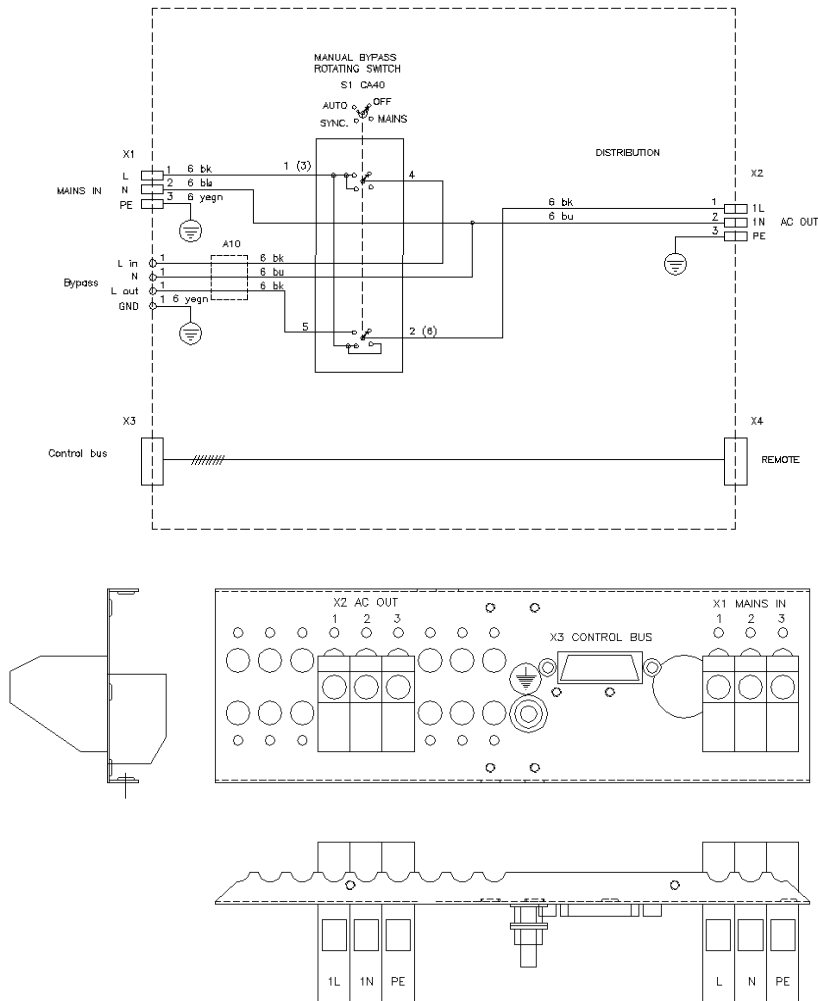 MANUAL BYPASS
ROTATING SWITCH
S1 CA40
AUTO
OFF
SYNC.
MAINS
DISTRIBUTION
X1
X2
MAINS IN
L
1
6 bk
1 (3)
4
N
2
6 blu
PE
3
6 yegn
6 bk
1
1L
6 bu
2
1N
AC OUT
3
PE
A10
Bypass
L in
1
6 bk
N
1
6 bu
L out
1
6 bk
GND
1
6 yegn
5
2 (6)
X3
X4
Control bus
REMOTE
X2 AC OUT
1 2 3
X3 CONTROL BUS
X1 MAINS IN
1 2 3
1L 1N PE
L N PE